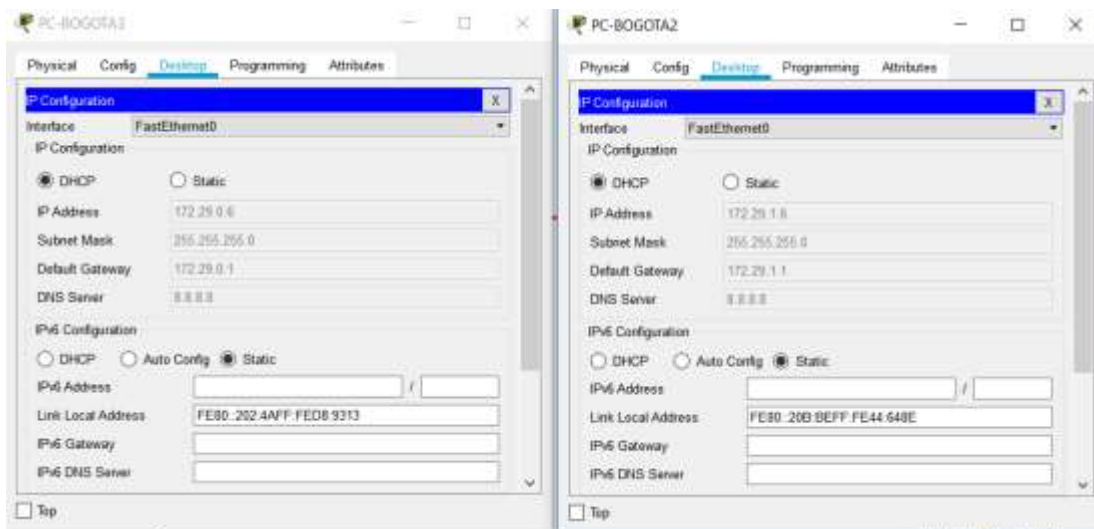 PC-BOGOTA3
Physical Config Desktop Programming Attributes
IP Configuration X
Interface FastEthernet0
IP Configuration
DHCP Static
IP Address 172.29.0.6
Subnet Mask 255.255.255.0
Default Gateway 172.29.0.1
DNS Server 8.8.8.8
IPv6 Configuration
DHCP Auto Config Static
IPv6 Address /
Link Local Address FE80::202:4AFF:FED8:9313
IPv6 Gateway
IPv6 DNS Server
Top
PC-BOGOTA2
Physical Config Desktop Programming Attributes
IP Configuration X
Interface FastEthernet0
IP Configuration
DHCP Static
IP Address 172.29.1.6
Subnet Mask 255.255.255.0
Default Gateway 172.29.1.1
DNS Server 8.8.8.8
IPv6 Configuration
DHCP Auto Config Static
IPv6 Address /
Link Local Address FE80::20B:BEFF:FE44:648E
IPv6 Gateway
IPv6 DNS Server
Top